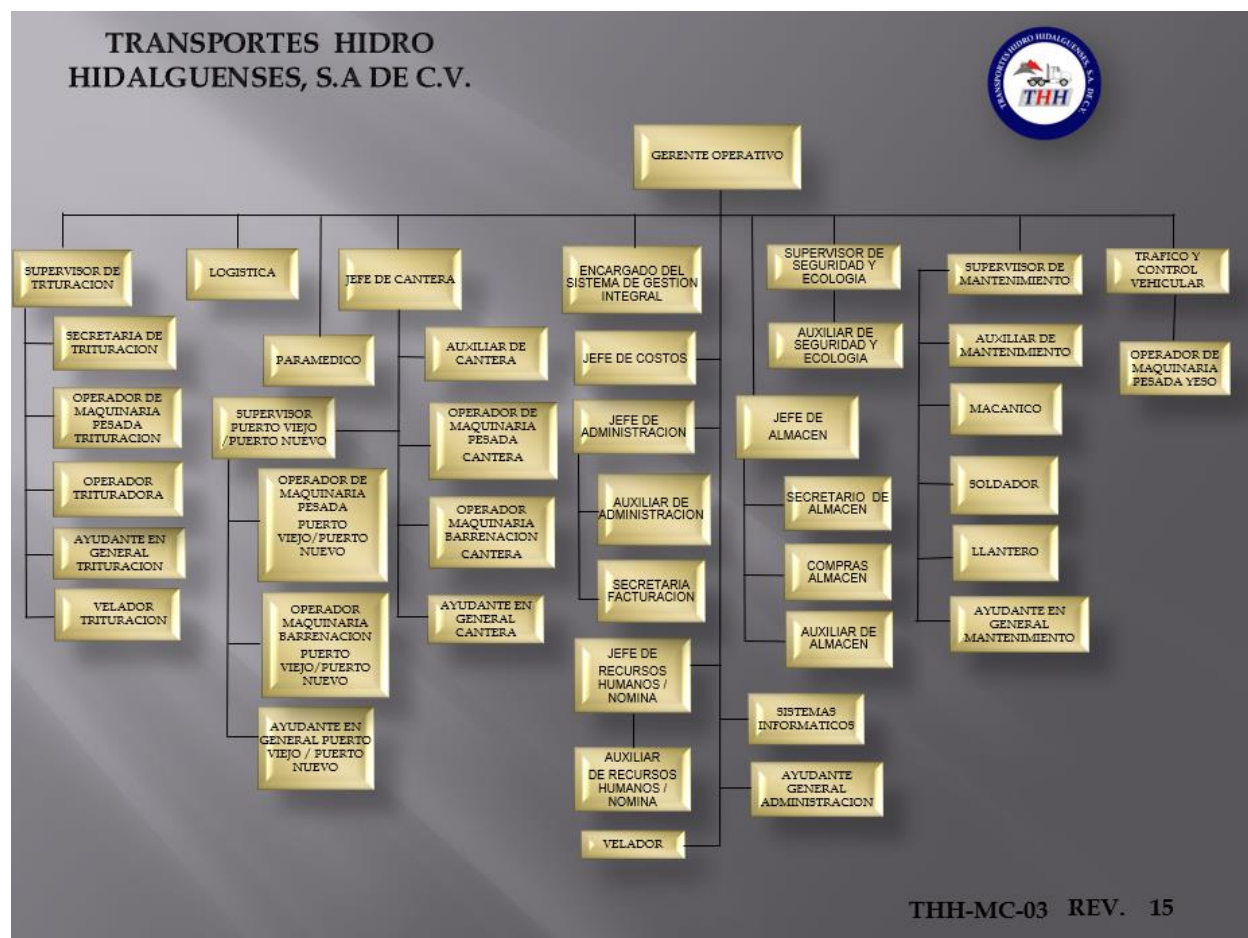 TRANSPORTES HIDRO
HIDALGUENSES, S.A DE C.V.
TRANSPORTES HIDRO HIDALGUENSES, S.A. DE C.V.
THH
GERENTE OPERATIVO
SUPERVISOR DE
TRTURACION
SECRETARIA DE
TRITURACION
OPERADOR DE
MAQUINARIA
PESADA
TRITURACION
OPERADOR
TRITURADORA
AYUDANTE EN
GENERAL
TRITURACION
VELADOR
TRITURACION
LOGISTICA
PARAMEDICO
JEFE DE CANTERA
SUPERVISOR
PUERTO VIEJO
/PUERTO NUEVO
OPERADOR DE
MAQUINARIA
PESADA
PUERTO
VIEJO/PUERTO
NUEVO
OPERADOR
MAQUINARIA
BARRENACION
PUERTO
VIEJO/PUERTO
NUEVO
AYUDANTE EN
GENERAL PUERTO
VIEJO / PUERTO
NUEVO
AUXILIAR DE
CANTERA
OPERADOR DE
MAQUINARIA
PESADA
CANTERA
OPERADOR
MAQUINARIA
BARRENACION
CANTERA
AYUDANTE EN
GENERAL
CANTERA
ENCARGADO DEL
SISTEMA DE GESTION
INTEGRAL
JEFE DE COSTOS
JEFE DE
ADMINISTRACION
AUXILIAR DE
ADMINISTRACION
SECRETARIA
FACTURACION
JEFE DE
RECURSOS
HUMANOS /
NOMINA
AUXILIAR
DE RECURSOS
HUMANOS /
NOMINA
VELADOR
SUPERVISOR DE
SEGURIDAD Y
ECOLOGIA
AUXILIAR DE
SEGURIDAD Y
ECOLOGIA
JEFE DE
ALMACEN
SECRETARIO DE
ALMACEN
COMPRAS
ALMACEN
AUXILIAR DE
ALMACEN
SISTEMAS
INFORMATICOS
AYUDANTE
GENERAL
ADMINISTRACION
SUPERVIISOR DE
MANTENIMIENTO
AUXILIAR DE
MANTENIMIENTO
MACANICO
SOLDADOR
LLANTERO
AYUDANTE EN
GENERAL
MANTENIMIENTO
TRAFICO Y
CONTROL
VEHICULAR
OPERADOR DE
MAQUINARIA
PESADA YESO
THH-MC-03 REV. 15